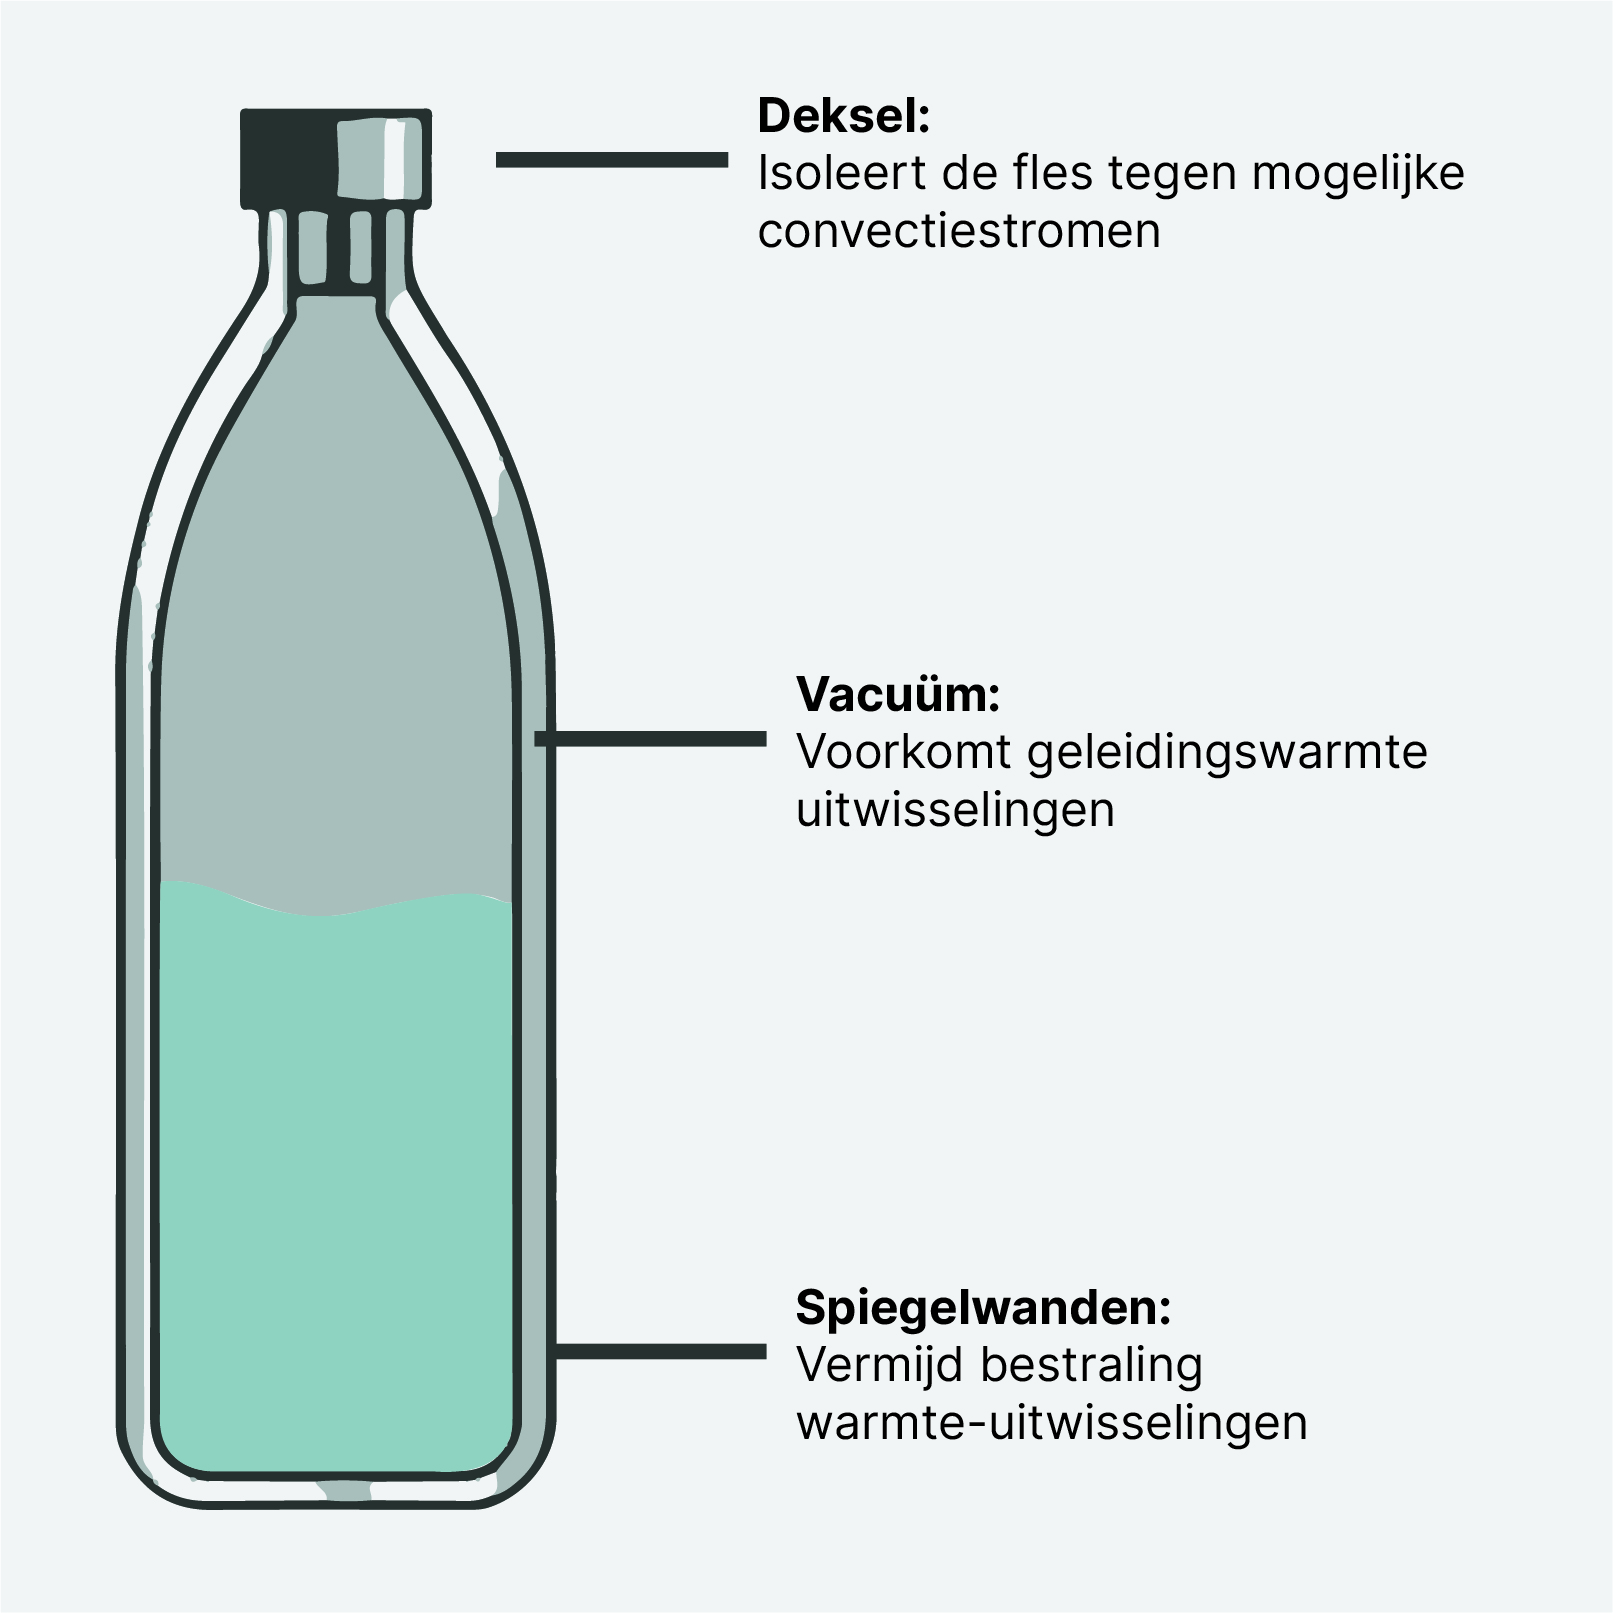 Deksel:
Isoleert de fles tegen mogelijke
convectiestromen
Vacuüm:
Voorkomt geleidingswarmte
uitwisselingen
Spiegelwanden:
Vermijd bestraling
warmte-uitwisselingen